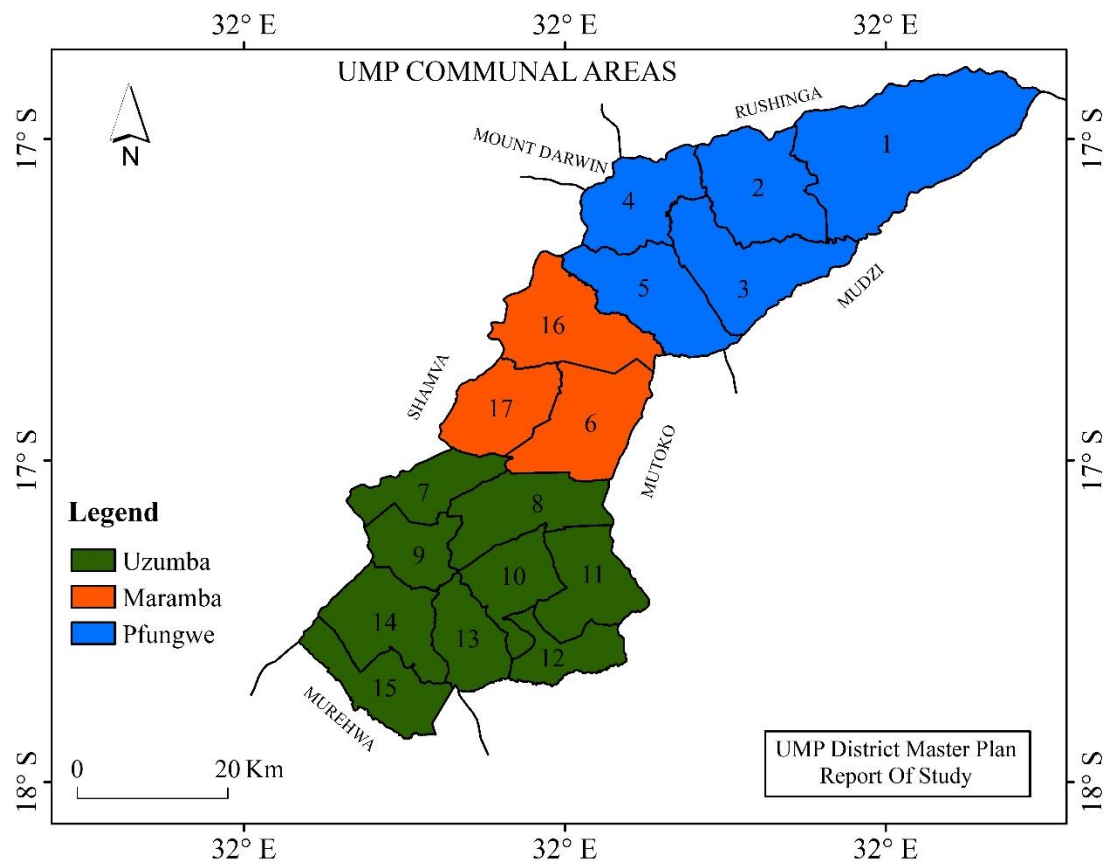 32° E 32° E 32° E
UMP COMMUNAL AREAS
N
17° S 17° S
RUSHINGA
MOUNT DARWIN
1
2
4
3
5
MUDZI
16
SHAMVA
17
6
MUTOKO
17° S 17° S
7
8
9
10
11
14
13
12
15
MUREHWA
Legend
Uzumba
Maramba
Pfungwe
0 20 Km
UMP District Master Plan
Report Of Study
18° S 18° S
32° E 32° E 32° E